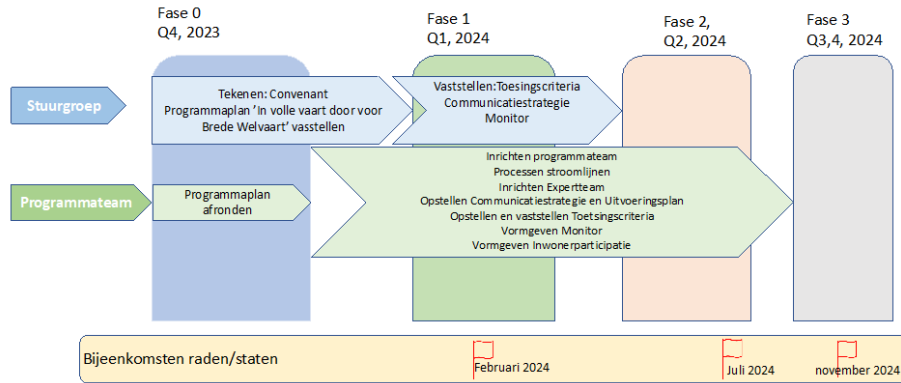 Fase 0
Q4, 2023
Fase 1
Q1, 2024
Fase 2,
Q2, 2024
Fase 3
Q3,4, 2024
Stuurgroep
Tekenen: Convenant
Programmaplan 'In volle vaart door voor
Brede Welvaart' vasstellen
Vaststellen:Toesingscriteria
Communicatiestrategie
Monitor
Programmateam
Programmaplan
afronden
Inrichten programmateam
Processen stroomlijnen
Inrichten Expertteam
Opstellen Communicatiestrategie en Uitvoeringsplan
Opstellen en vaststellen Toetsingscriteria
Vormgeven Monitor
Vormgeven Inwonerparticipatie
Bijeenkomsten raden/staten
Februari 2024
Juli 2024
november 2024